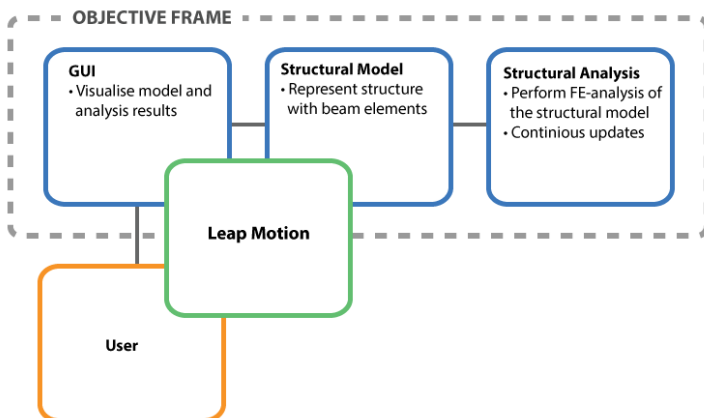 OBJECTIVE FRAME
GUI
• Visualise model and
analysis results
Structural Model
• Represent structure
with beam elements
Structural Analysis
• Perform FE-analysis of
the structural model
• Continious updates
Leap Motion
User